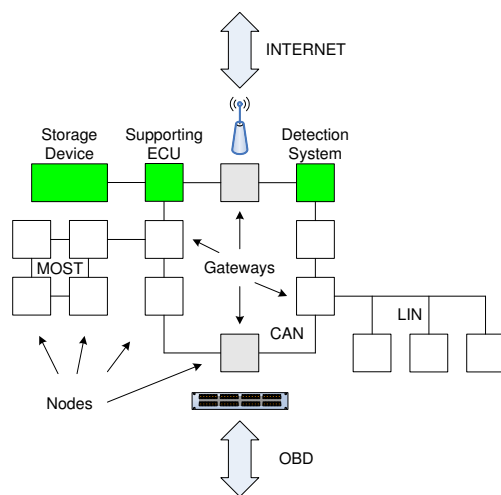 INTERNET
Storage
Device
Supporting
ECU
Detection
System
MOST
Gateways
CAN
LIN
Nodes
OBD